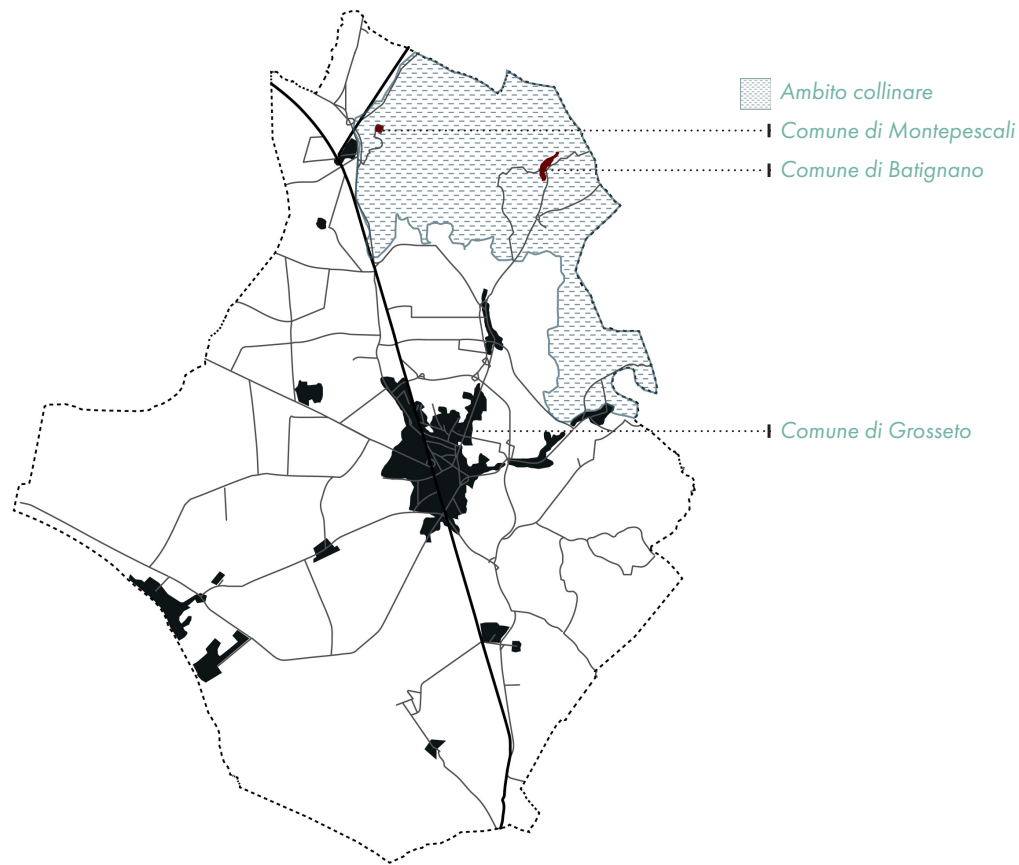 Ambito collinare
Comune di Montepescali
Comune di Batignano
Comune di Grosseto